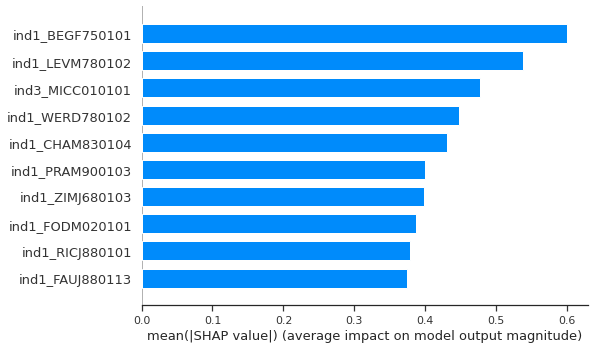 ind1_BEGF750101
ind1_LEVM780102
ind3_MICC010101
ind1_WERD780102
ind1_CHAM830104
ind1_PRAM900103
ind1_ZIMJ680103
ind1_FODM020101
ind1_RICJ880101
ind1_FAUJ880113
0.0 0.1 0.2 0.3 0.4 0.5 0.6
mean(|SHAP value|) (average impact on model output magnitude)